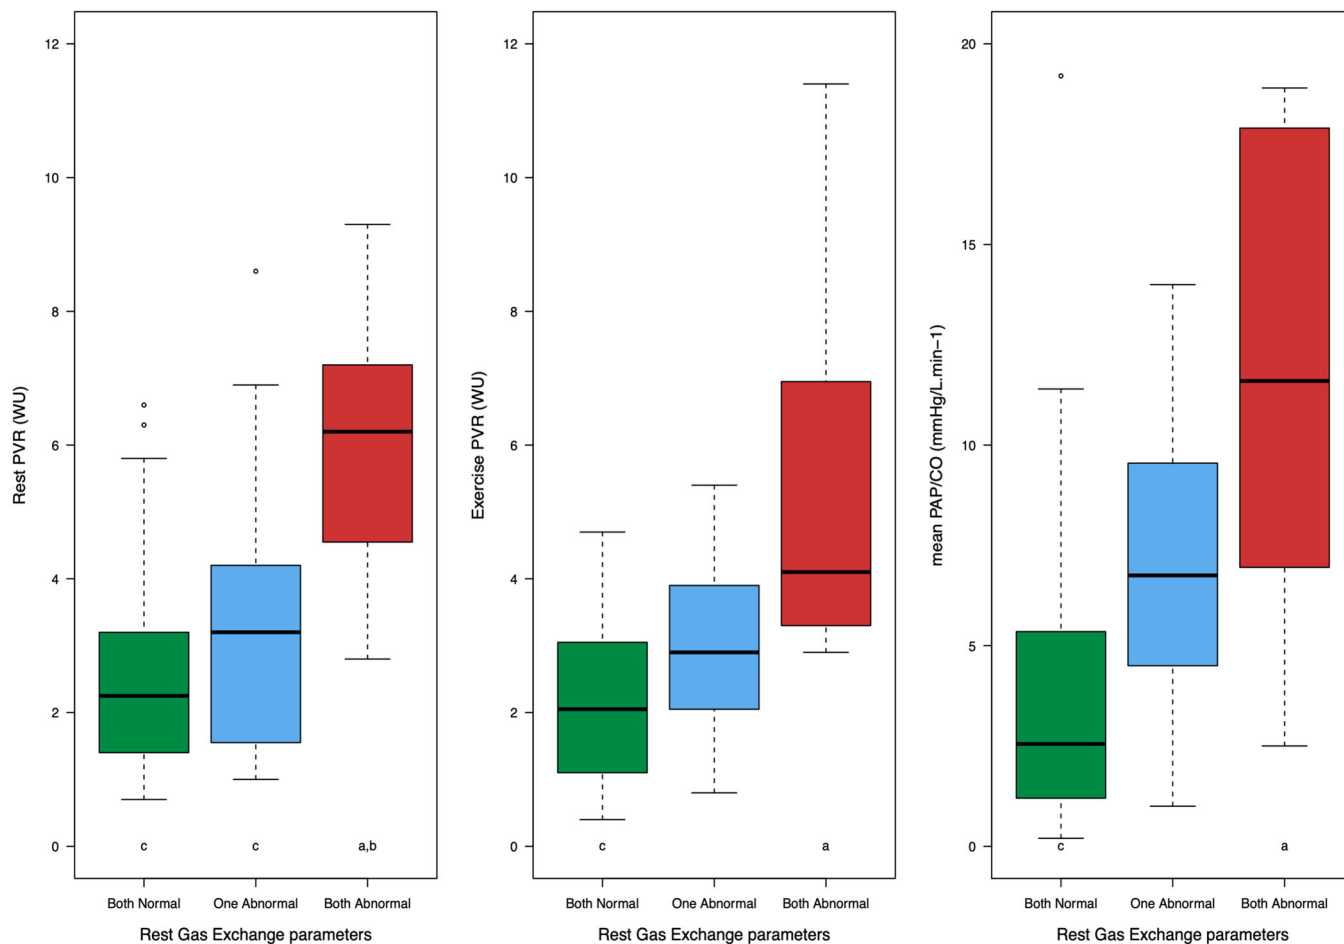 12
10
8
6
4
2
0
Rest PVR (WU)
c
c
a,b
Both Normal
One Abnormal
Both Abnormal
Rest Gas Exchange parameters
12
10
8
6
4
2
0
Exercise PVR (WU)
c
a
Both Normal
One Abnormal
Both Abnormal
Rest Gas Exchange parameters
20
15
10
5
0
mean PAP/CO (mmHg/L.min−1)
c
a
Both Normal
One Abnormal
Both Abnormal
Rest Gas Exchange parameters